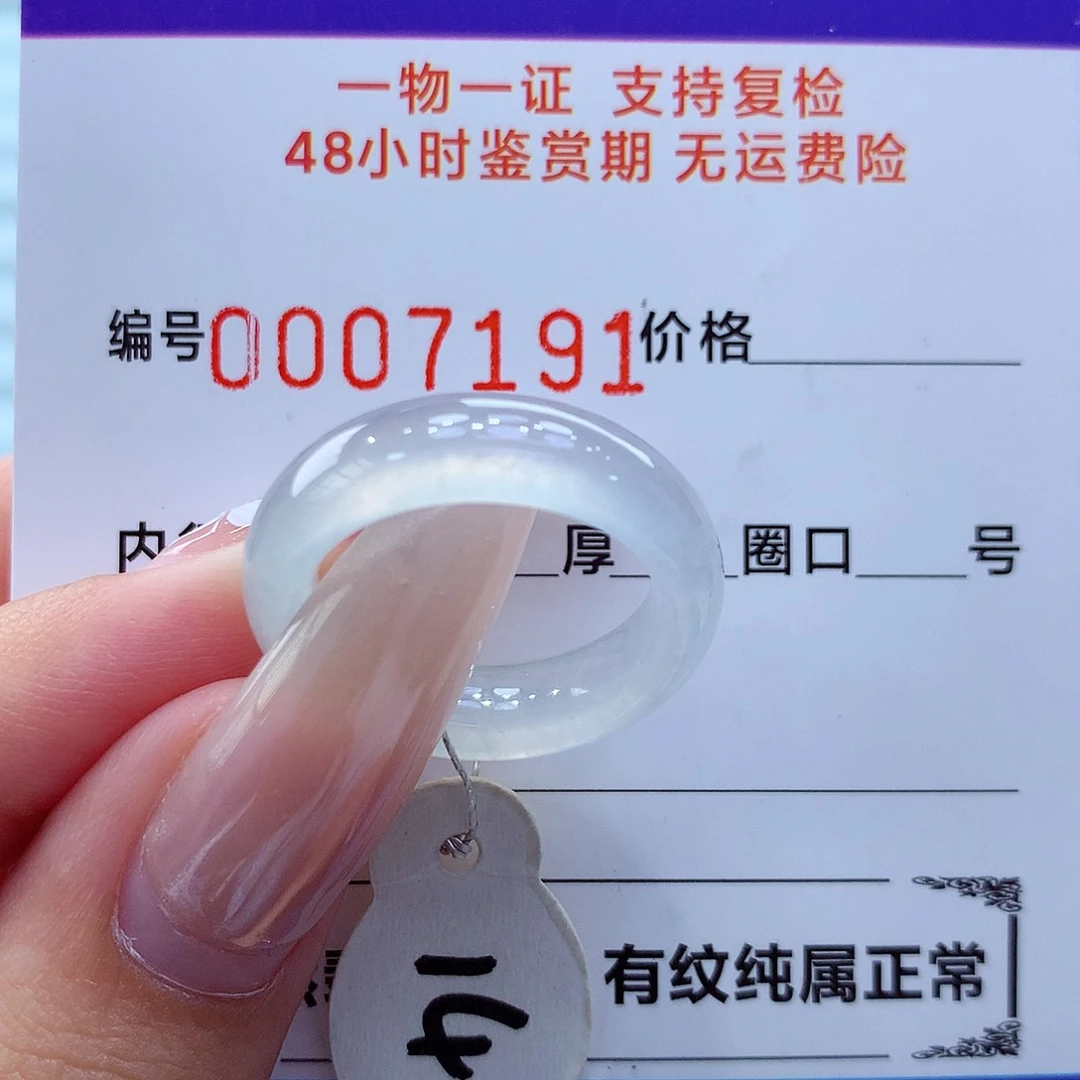 一物一证 支持复检
48小时鉴赏期 无运费险
编号0007191价格
内 厚 圈口 号
有纹纯属正常
14